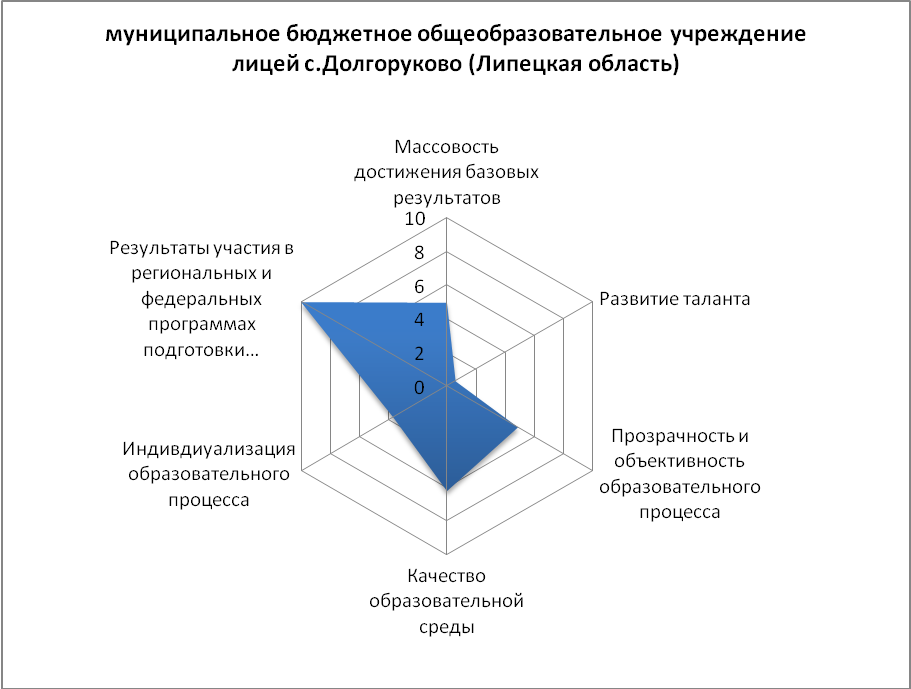 муниципальное бюджетное общеобразовательное учреждение
лицей с.Долгоруково (Липецкая область)
Массовость
достижения базовых
результатов
10
8
6
4
2
0
Развитие таланта
Прозрачность и
объективность
образовательного
процесса
Качество
образовательной
среды
Индивдиуализация
образовательного
процесса
Результаты участия в
региональных и
федеральных
программах
подготовки...